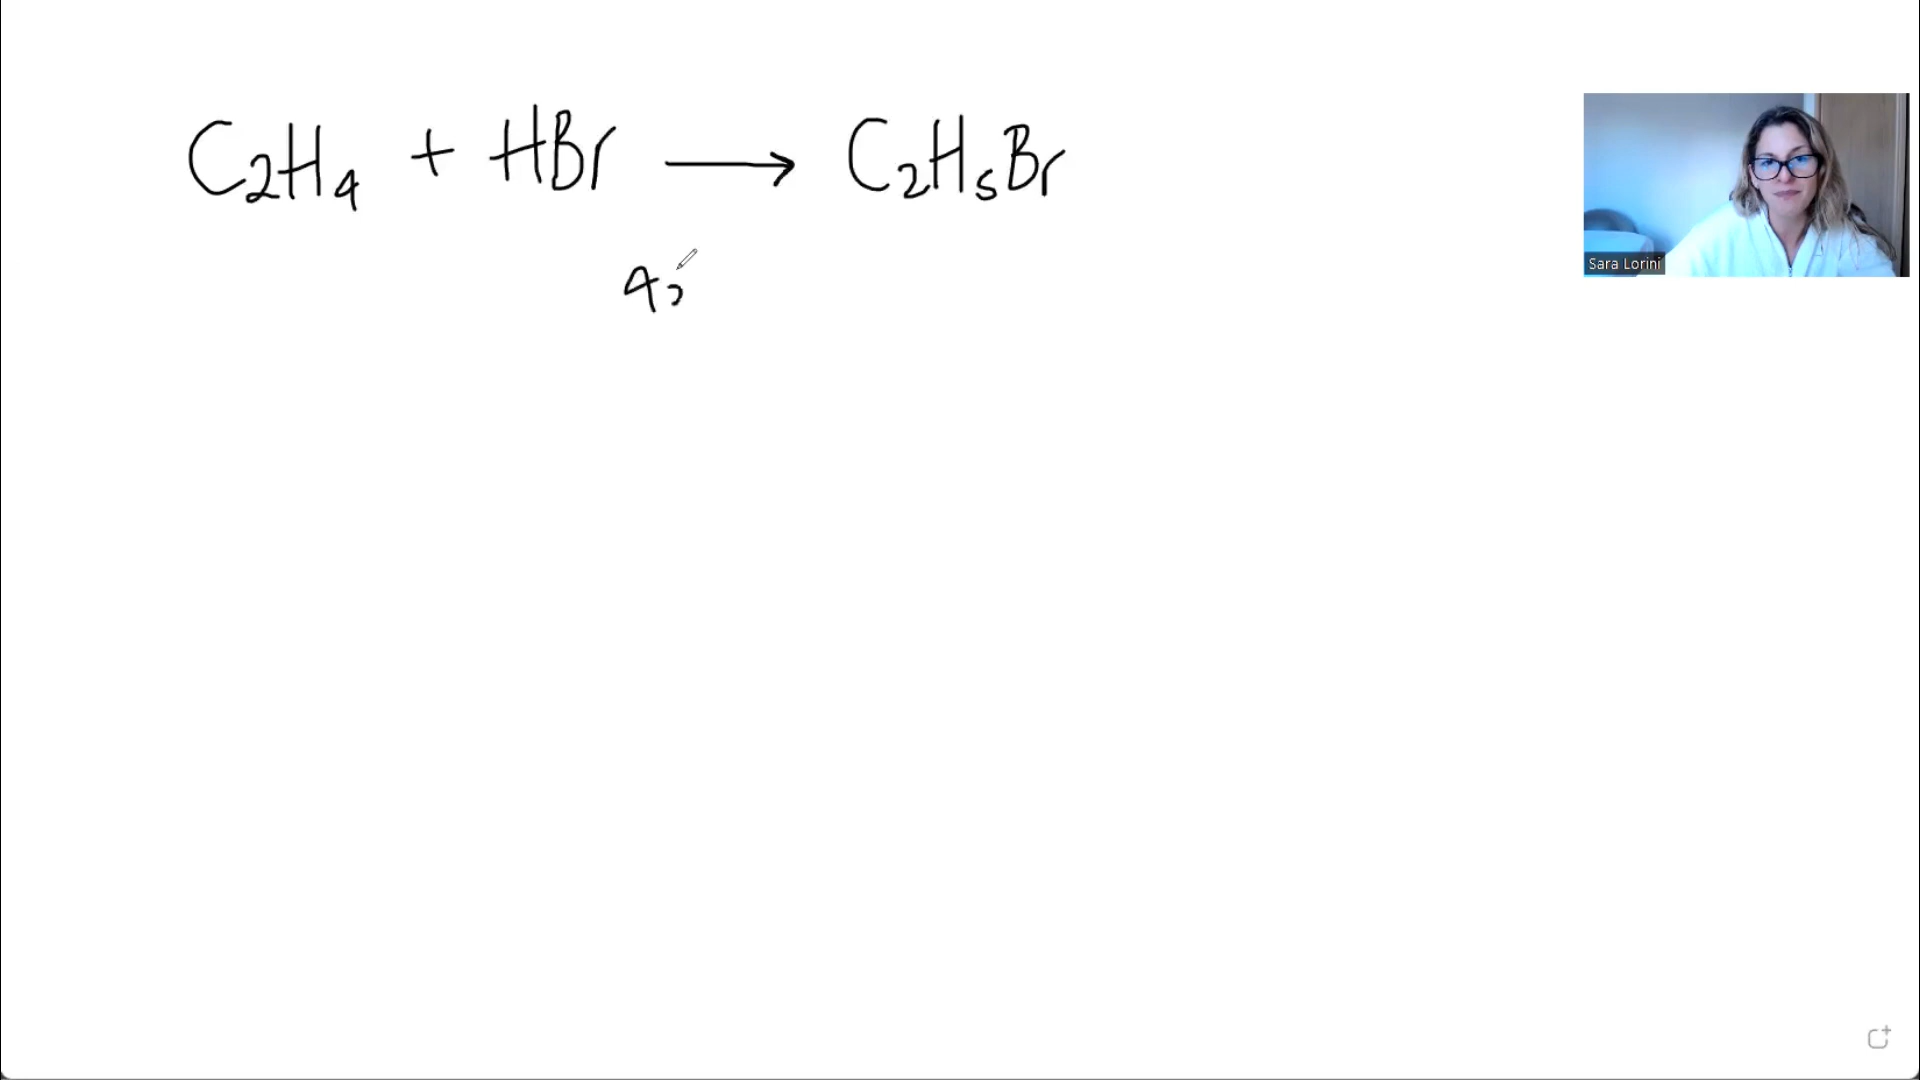 C₂H₄ + HBr ⟶ C₂H₅Br
Sara Lorini